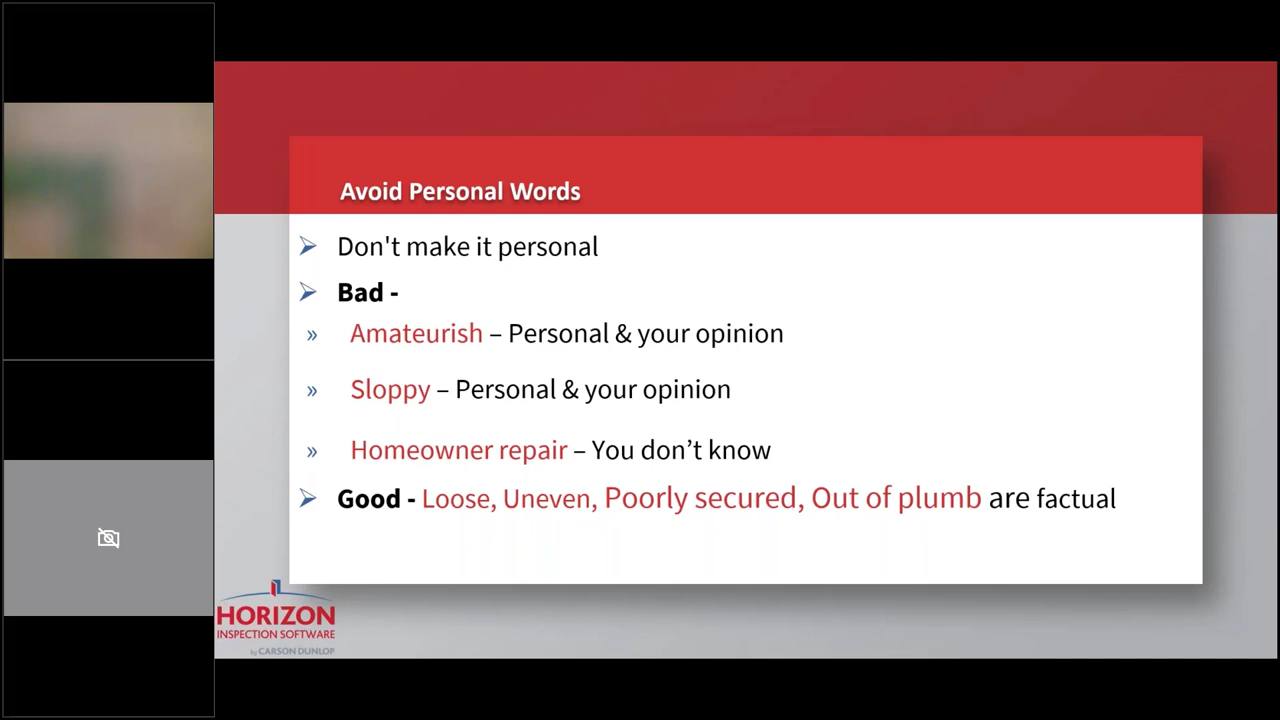 Avoid Personal Words
Don't make it personal
Bad -
» Amateurish – Personal & your opinion
» Sloppy – Personal & your opinion
» Homeowner repair – You don’t know
Good - Loose, Uneven, Poorly secured, Out of plumb are factual
HORIZON
INSPECTION SOFTWARE
by CARSON DUNLOP